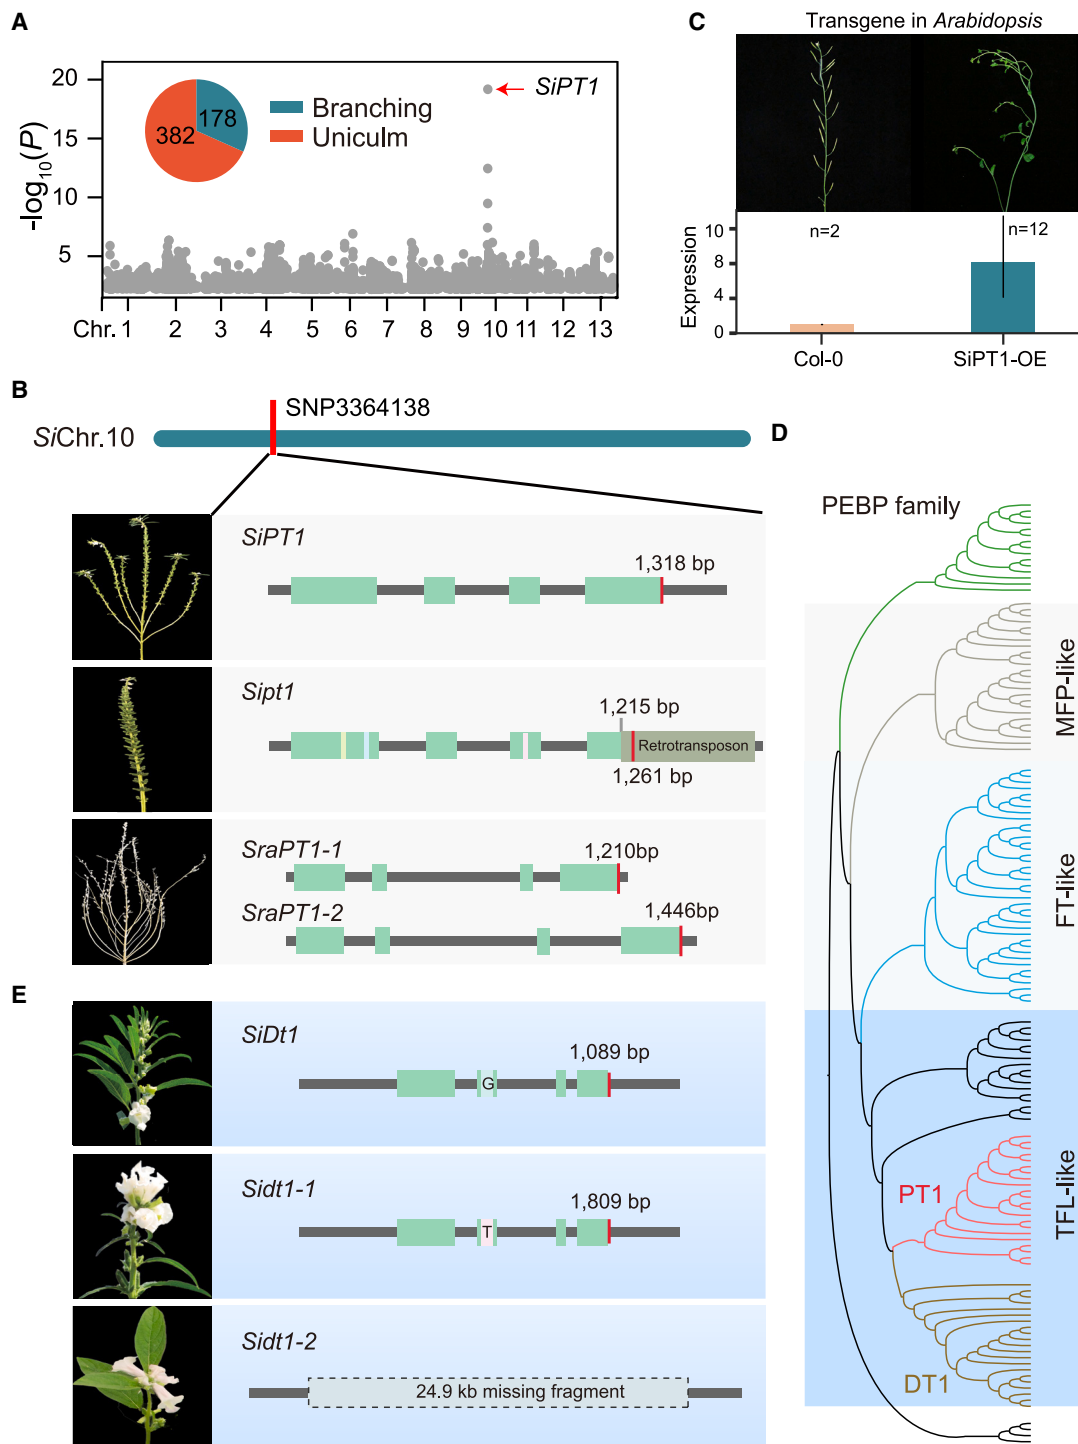 A
-log10(P)
20
15
10
5
382
178
Branching
Uniculm
SiPT1
Chr. 1 2 3 4 5 6 7 8 9 10 11 12 13
C
Transgene in Arabidopsis
Expression
10
8
4
0
n=2
n=12
Col-0
SiPT1-OE
B
SiChr.10
SNP3364138
SiPT1
1,318 bp
Sipt1
1,215 bp
Retrotransposon
1,261 bp
SraPT1-1
1,210bp
SraPT1-2
1,446bp
D
PEBP family
MFP-like
FT-like
TFL-like
PT1
DT1
E
SiDt1
1,089 bp
G
Sidt1-1
1,809 bp
T
Sidt1-2
24.9 kb missing fragment